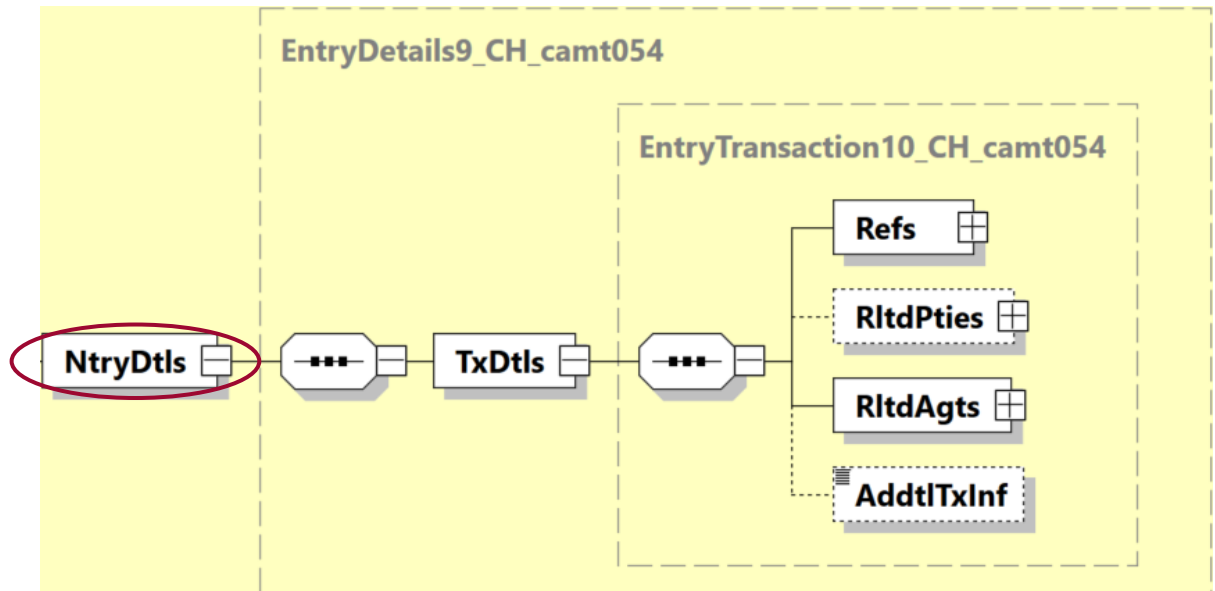 EntryDetails9_CH_camt054
EntryTransaction10_CH_camt054
Refs
RltdPties
NtryDtls
TxDtls
RltdAgts
AddtlTxInf